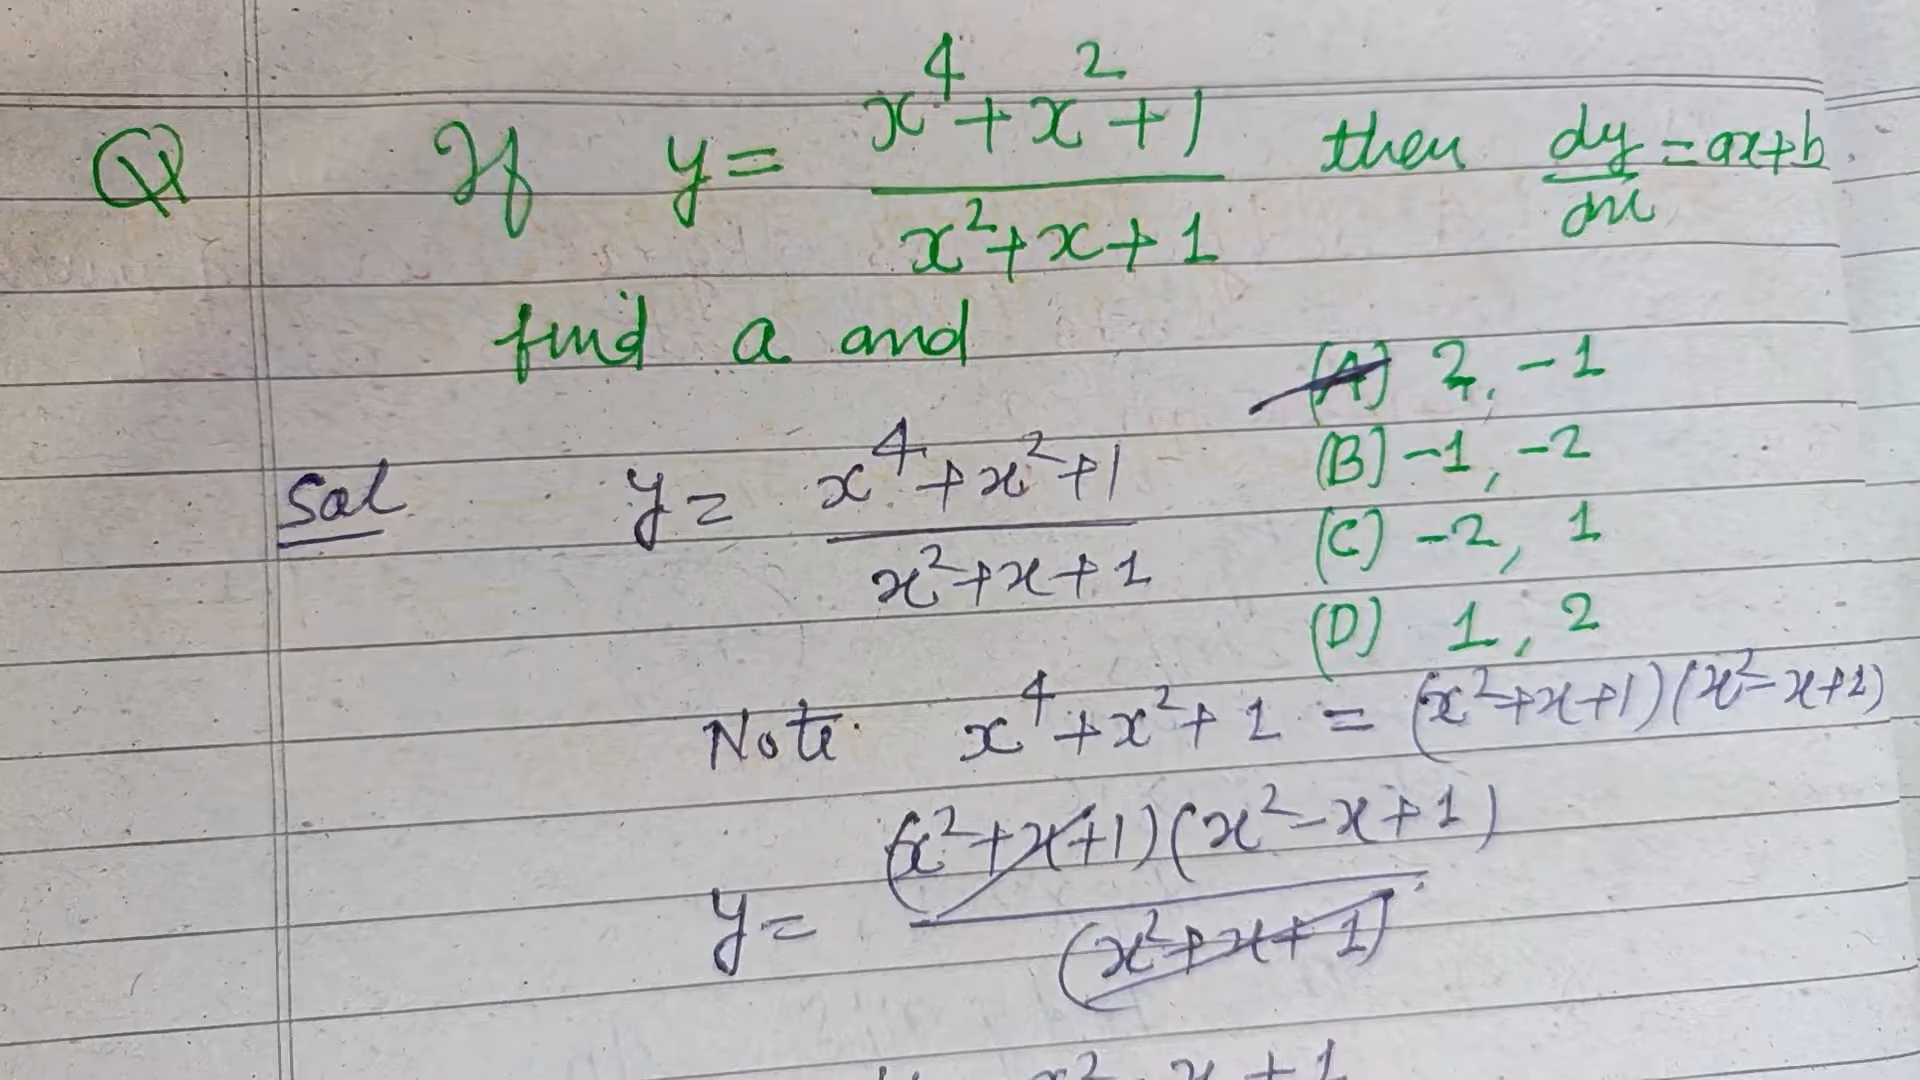 Q If y = x⁴+x²+1 / x²+x+1 then dy/dx = ax+b.
find a and
(A) 2, -1
(B) -1, -2
(C) -2, 1
(D) 1, 2
Sol y = x⁴+x²+1 / x²+x+1
Note x⁴+x²+1 = (x²+x+1)(x²-x+1)
y = (x²+x+1)(x²-x+1) / (x²+x+1)
x²-x+1